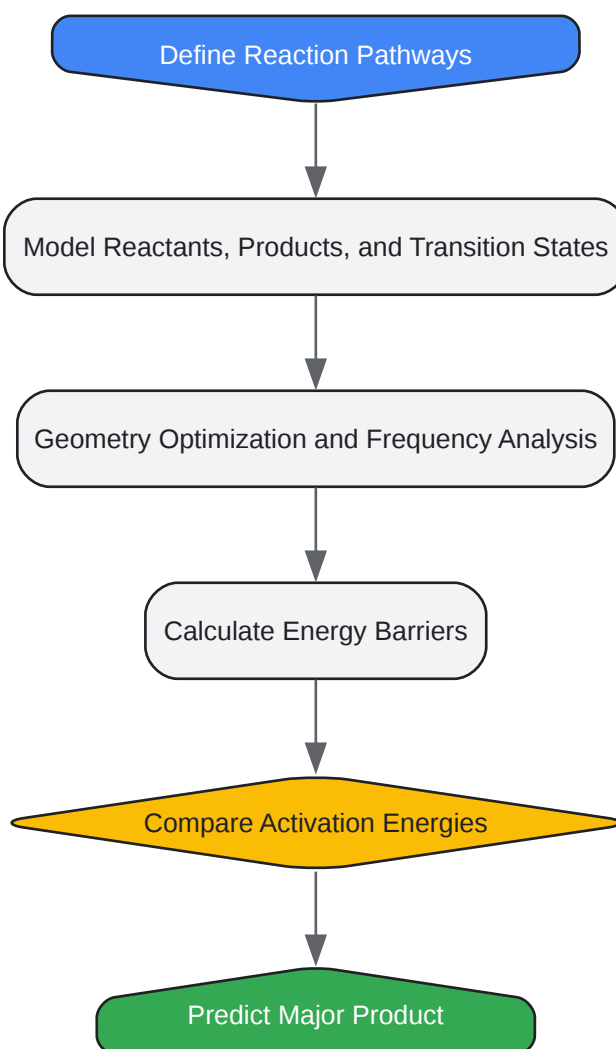 Define Reaction Pathways
Model Reactants, Products, and Transition States
Geometry Optimization and Frequency Analysis
Calculate Energy Barriers
Compare Activation Energies
Predict Major Product